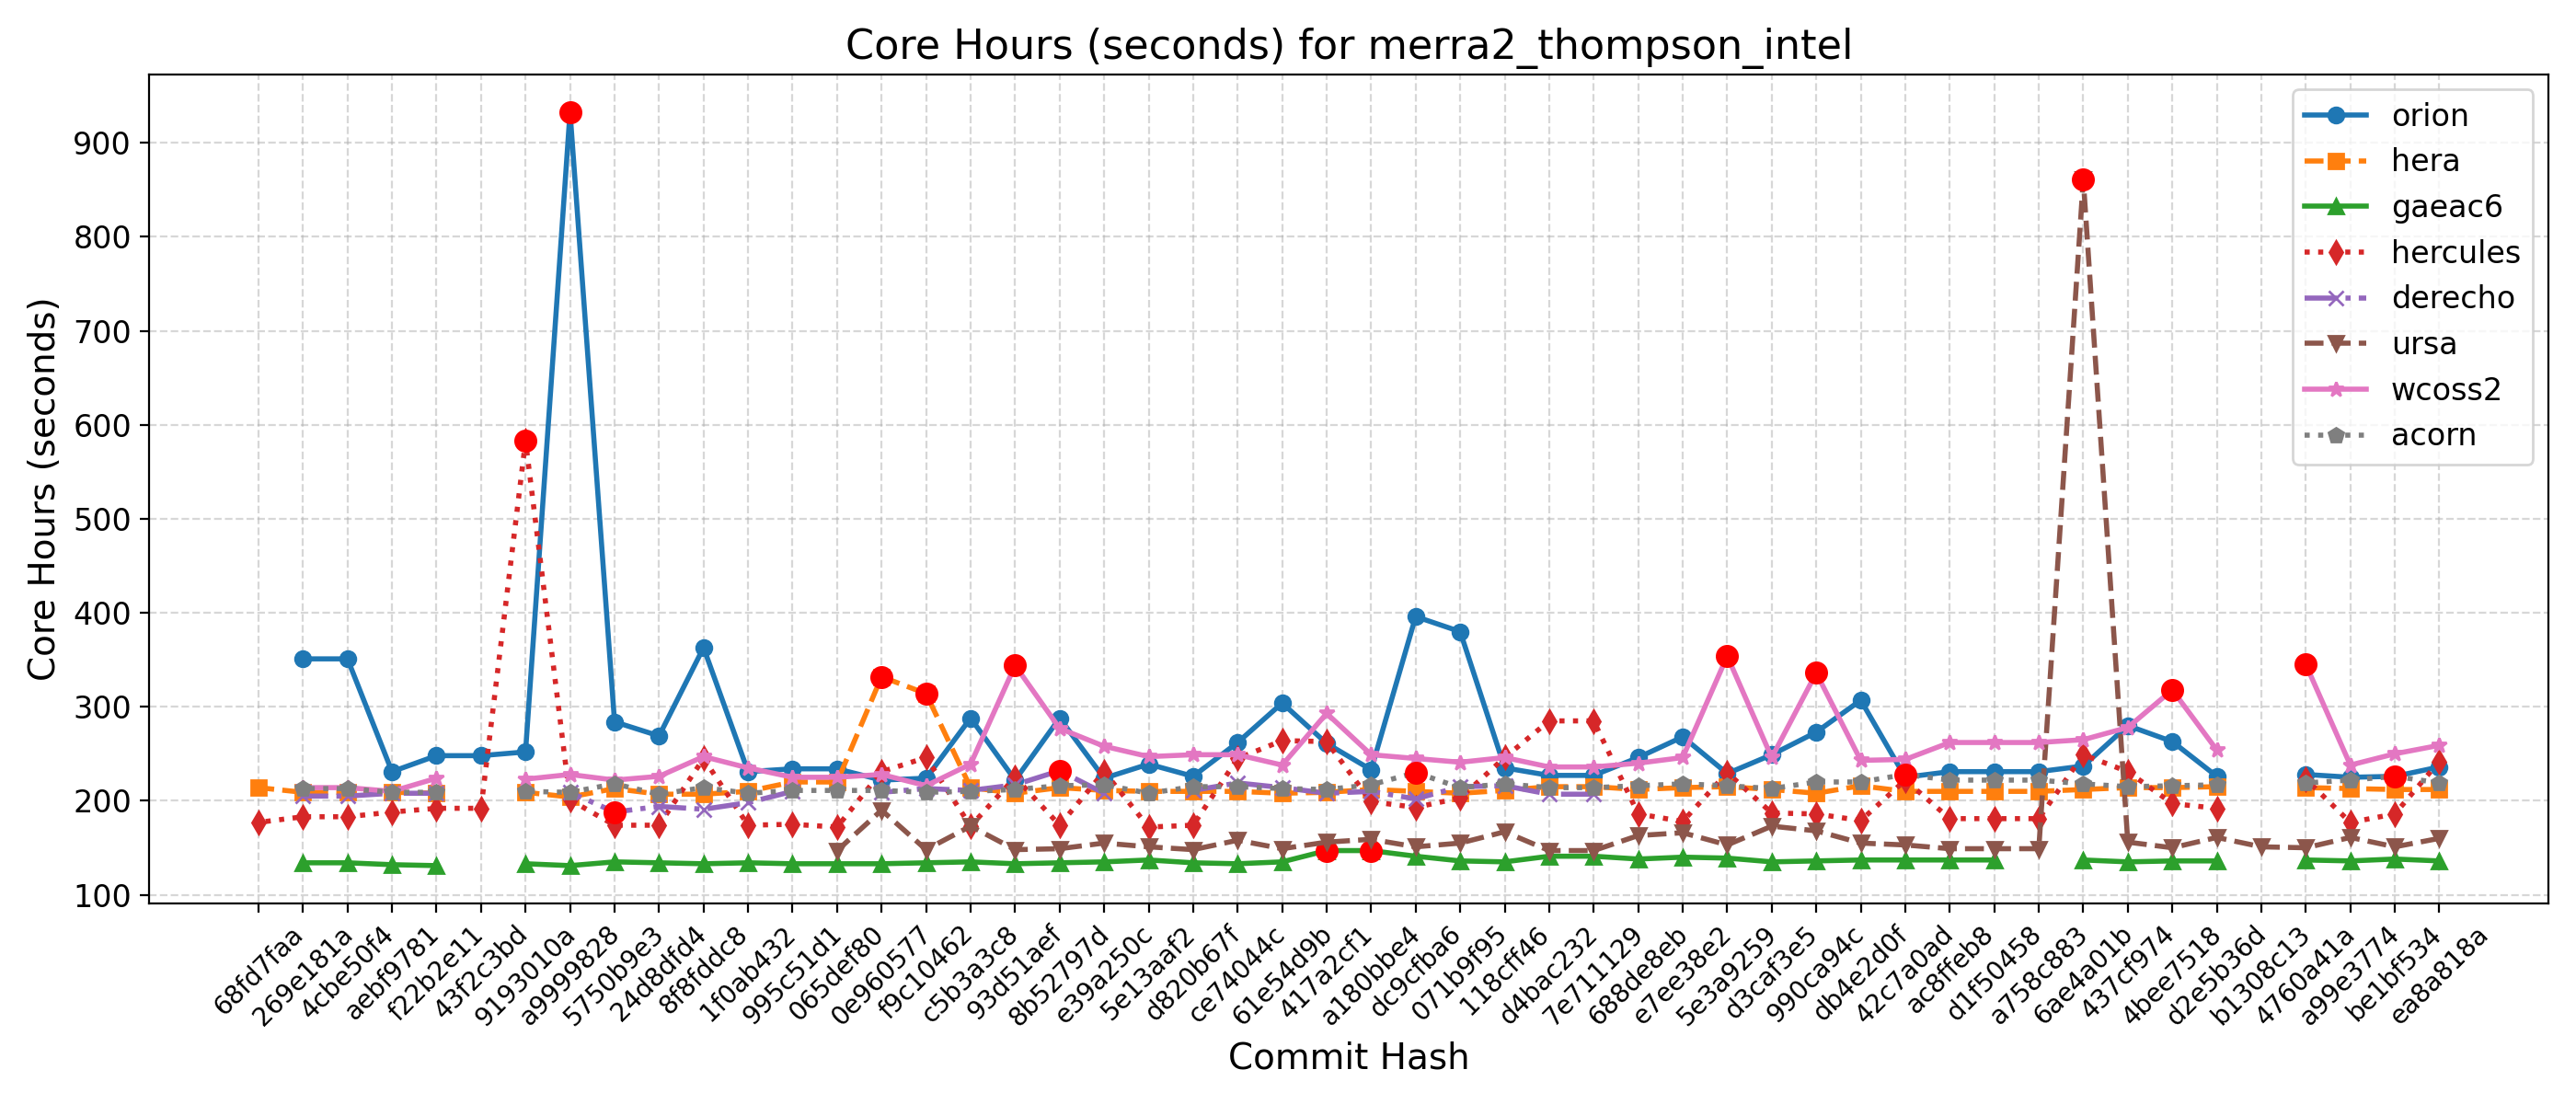 Core Hours (seconds) for merra2_thompson_intel
Core Hours (seconds)
900
800
700
600
500
400
300
200
100
orion
hera
gaeac6
hercules
derecho
ursa
wcoss2
acorn
68fd7faa
269e181a
4cbe50f4
aebf9781
f22b2e11
43f2c3bd
9193010a
a9999828
5750b9e3
24d8dfd4
8f8fddc8
1f0ab432
995c51d1
065def80
0e960577
f9c10462
c5b3a3c8
93d51aef
8b52797d
e39a250c
5e13aaf2
d820b67f
ce74044c
61e54d9b
417a2cf1
a180bbe4
dc9cfba6
071b9f95
118cff46
d4bac232
7e711129
688de8eb
e7ee38e2
5e3a9259
d3caf3e5
990ca94c
db4e2d0f
42c7a0ad
ac8ffeb8
d1f50458
a758c883
6ae4a01b
437cf974
4bee7518
d2e5b36d
b1308c13
4760a41a
a99e3774
be1bf534
ea8a818a
Commit Hash